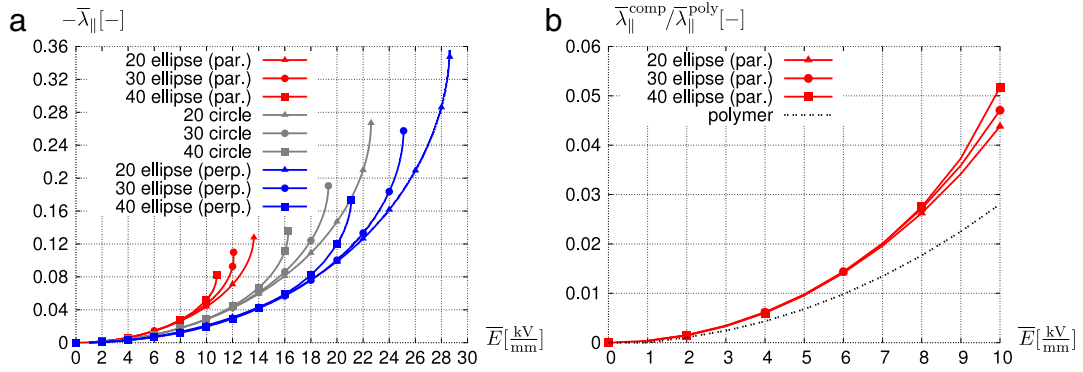 a
−λ̅∥[−]
0.36
0.32
0.28
0.24
0.2
0.16
0.12
0.08
0.04
0
20 ellipse (par.)
30 ellipse (par.)
40 ellipse (par.)
20 circle
30 circle
40 circle
20 ellipse (perp.)
30 ellipse (perp.)
40 ellipse (perp.)
0 2 4 6 8 10 12 14 16 18 20 22 24 26 28 30
E̅[kV/mm]
b
λ̅∥^comp/λ̅∥^poly[−]
0.06
0.05
0.04
0.03
0.02
0.01
0
20 ellipse (par.)
30 ellipse (par.)
40 ellipse (par.)
polymer
0 1 2 3 4 5 6 7 8 9 10
E̅[kV/mm]